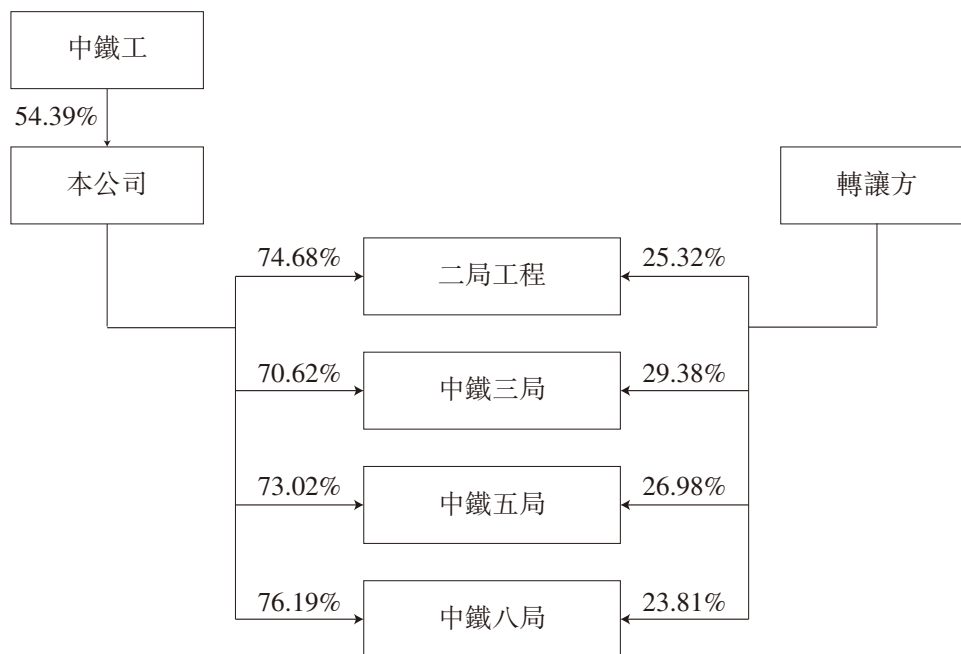 中鐵工
54.39%
本公司
轉讓方
74.68%
二局工程
25.32%
70.62%
中鐵三局
29.38%
73.02%
中鐵五局
26.98%
76.19%
中鐵八局
23.81%